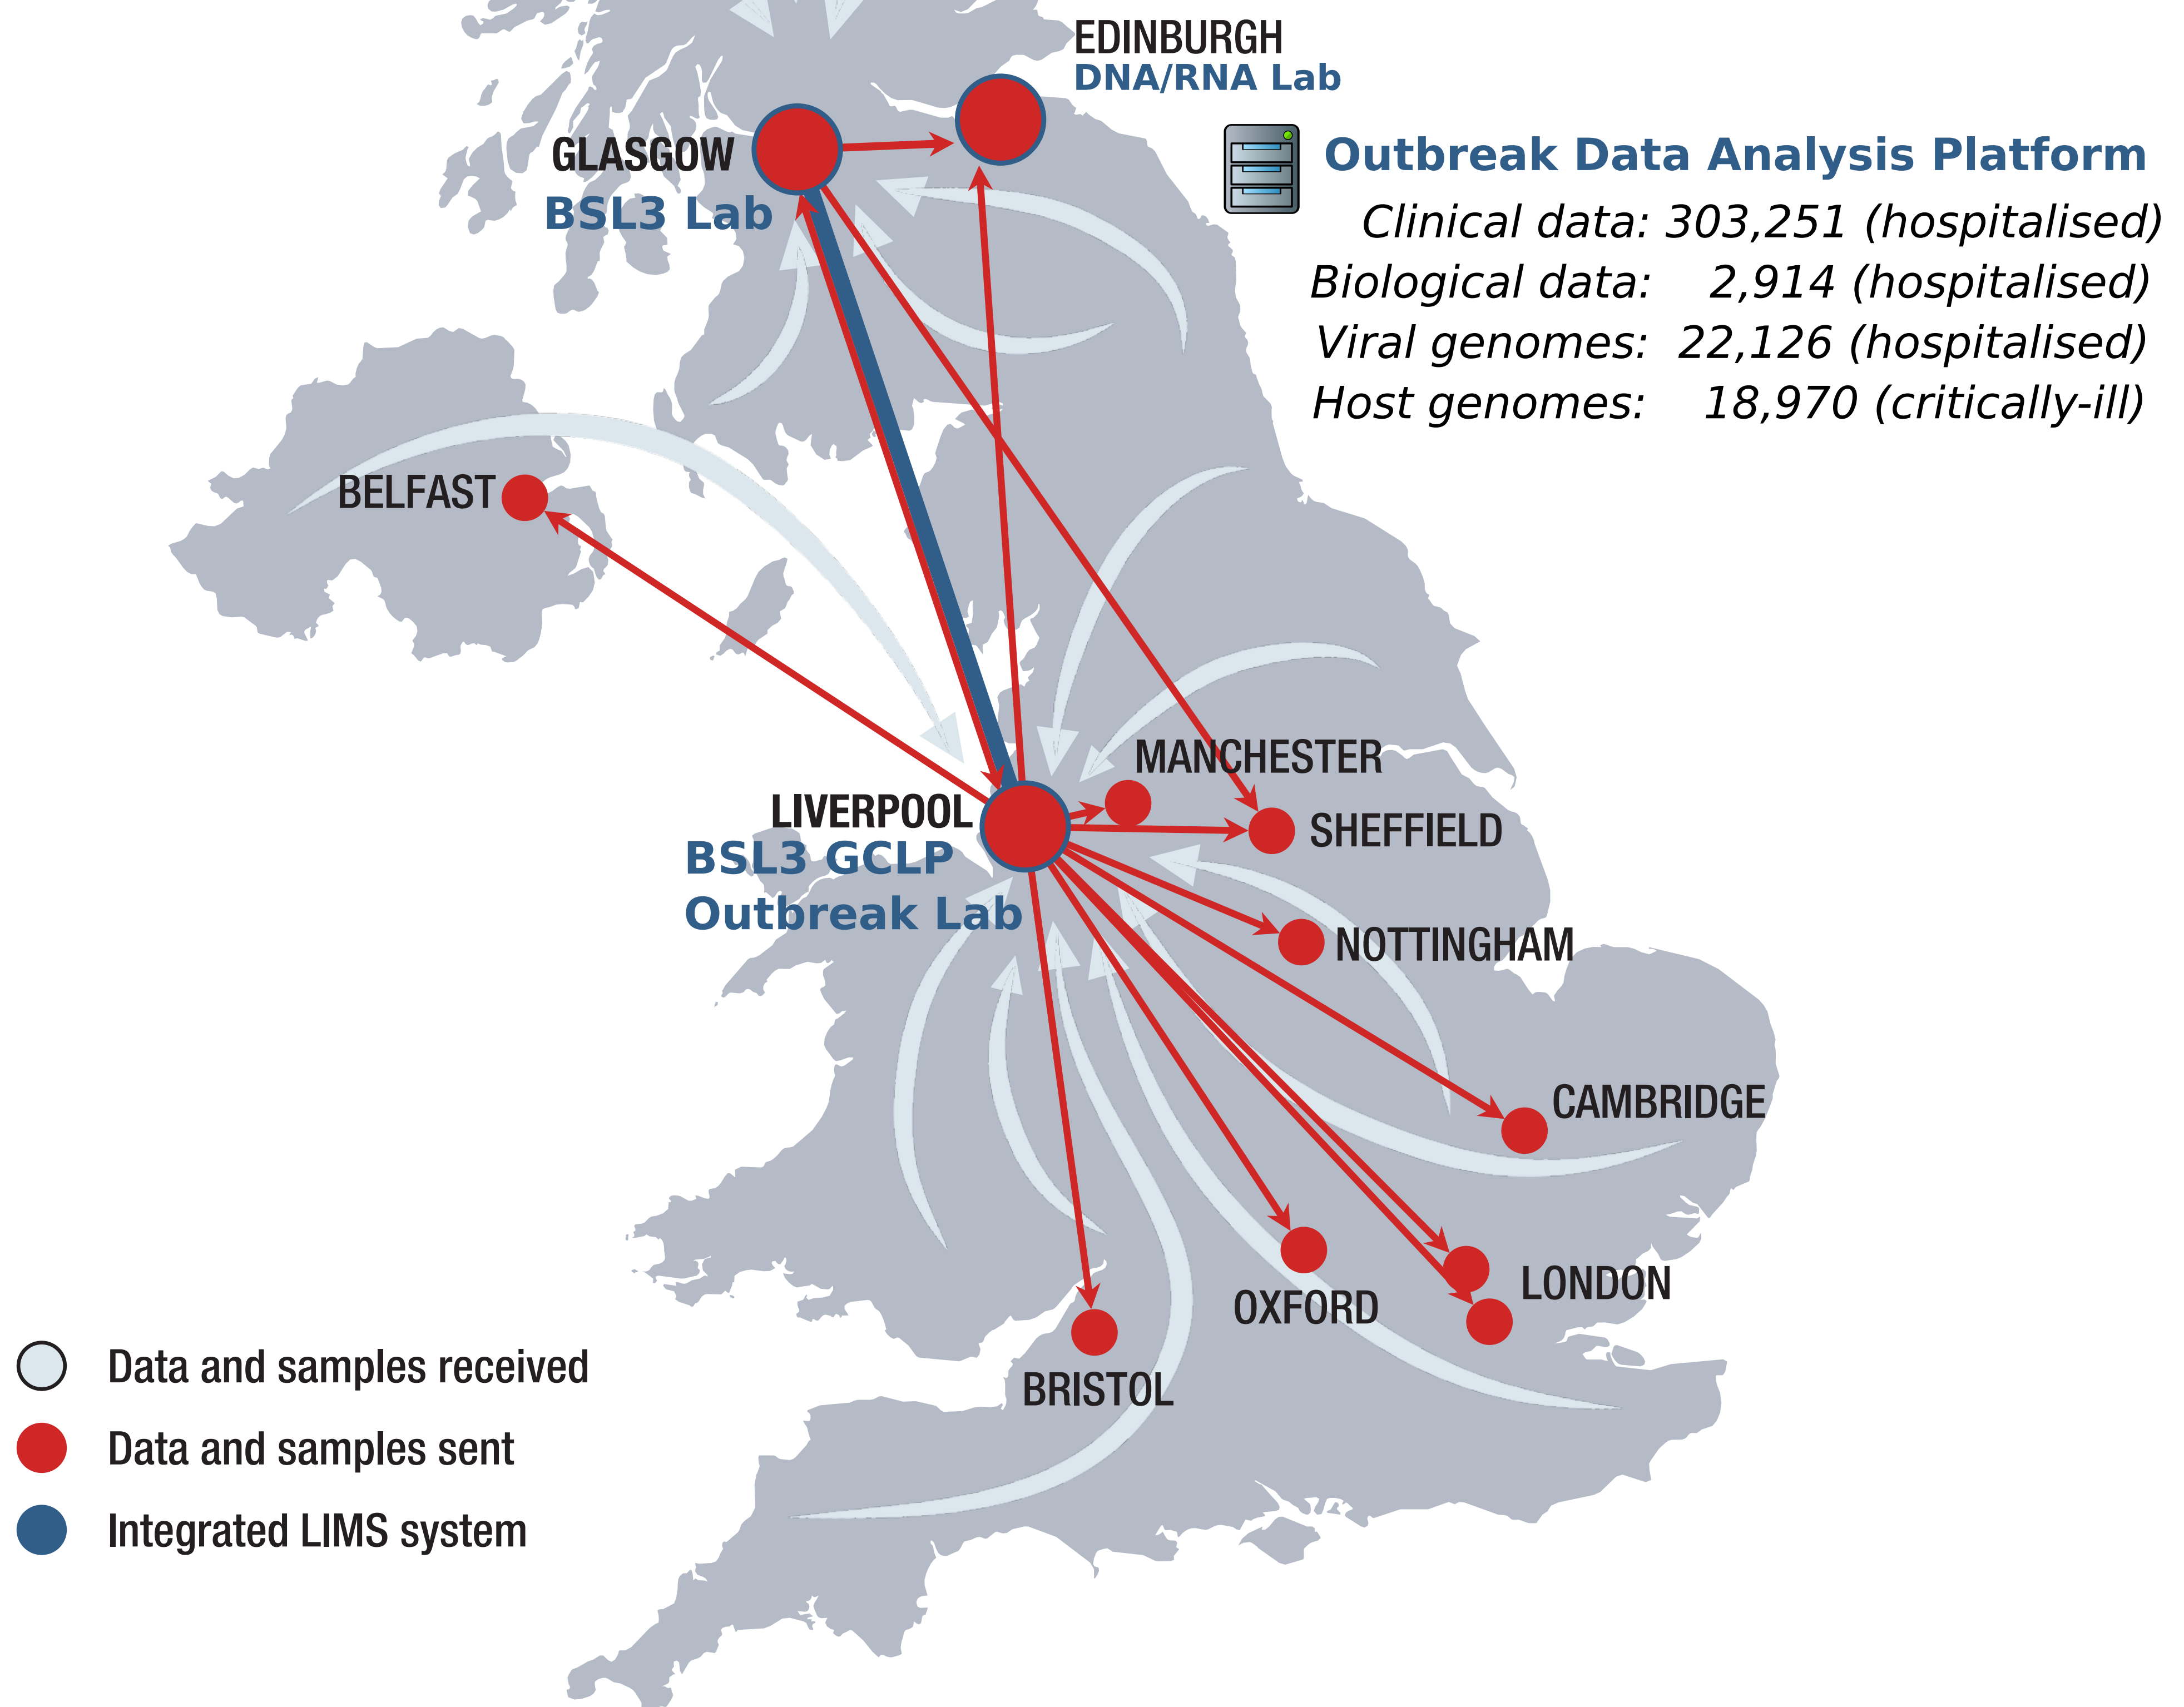 EDINBURGH
DNA/RNA Lab
GLASGOW
BSL3 Lab
Outbreak Data Analysis Platform
Clinical data: 303,251 (hospitalised)
Biological data: 2,914 (hospitalised)
Viral genomes: 22,126 (hospitalised)
Host genomes: 18,970 (critically-ill)
BELFAST
MANCHESTER
LIVERPOOL
BSL3 GCLP
Outbreak Lab
SHEFFIELD
NOTTINGHAM
CAMBRIDGE
LONDON
OXFORD
BRISTOL
Data and samples received
Data and samples sent
Integrated LIMS system